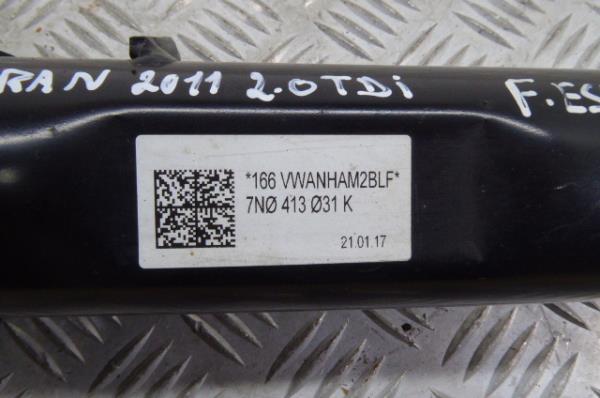 RAN 2011 2.0TDi F.ES
*166 VWANHAM2BLF*
7NØ 413 Ø31 K
21.01.17